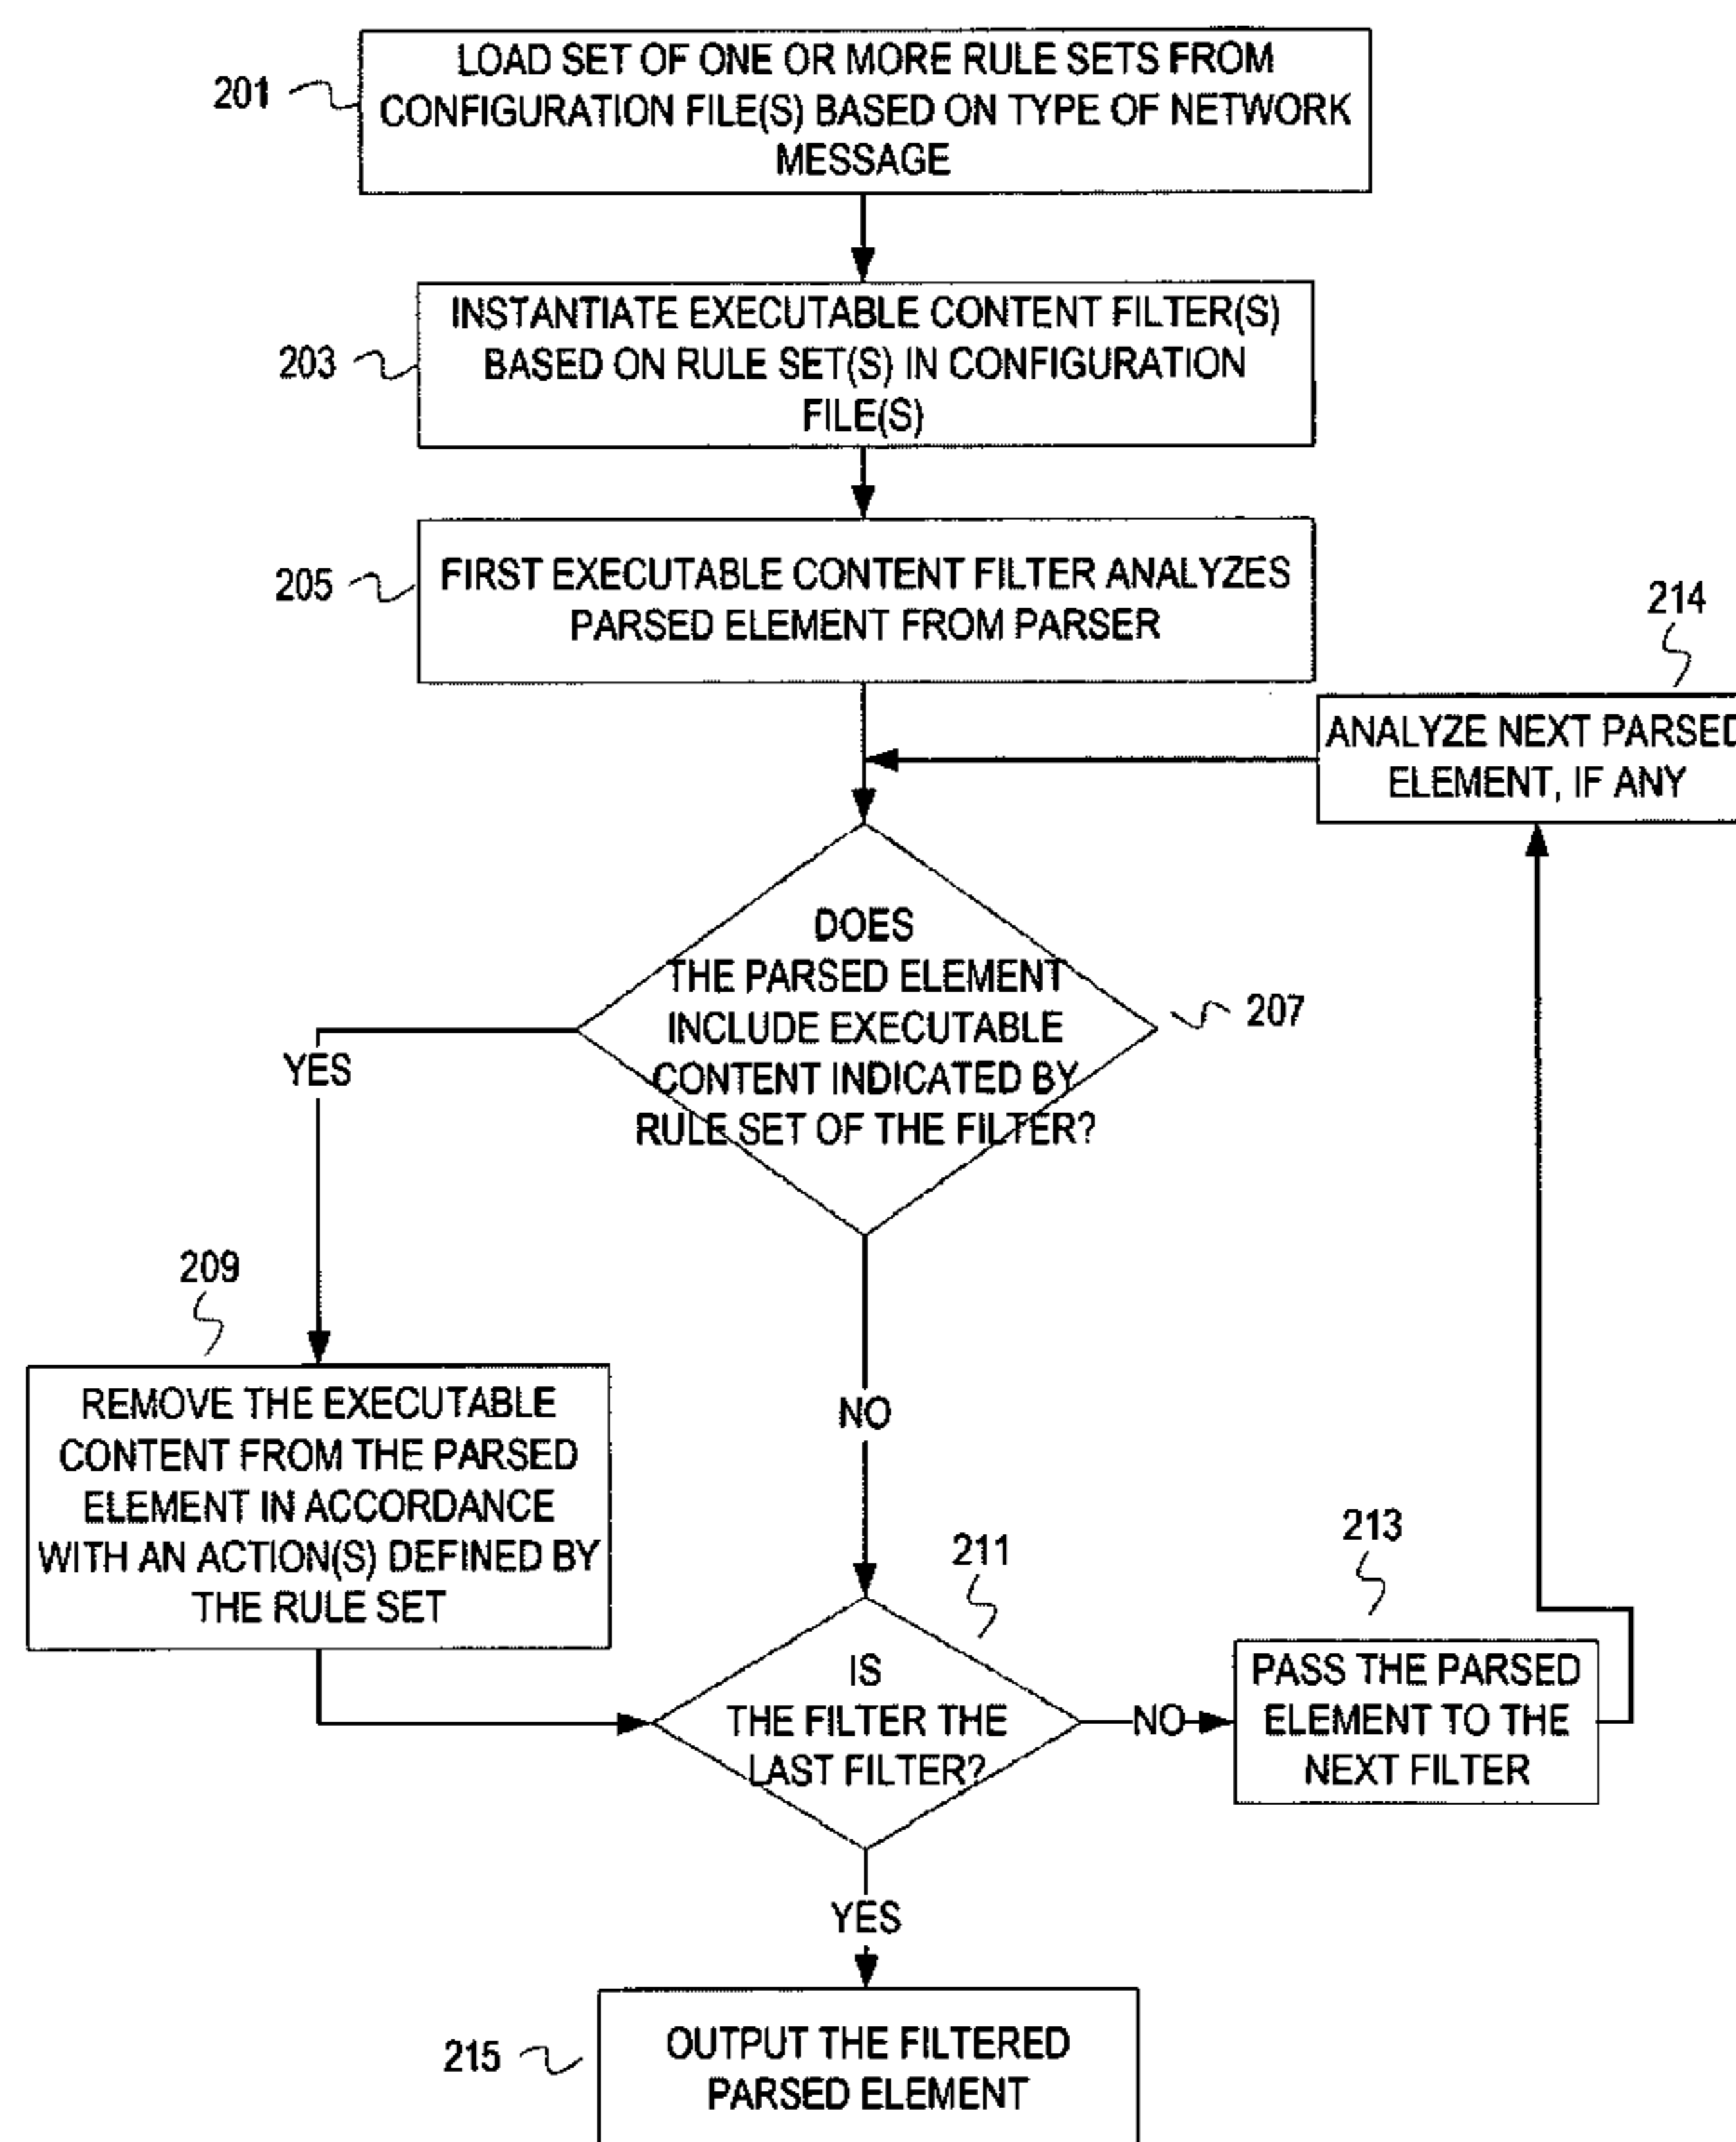 201
LOAD SET OF ONE OR MORE RULE SETS FROM
CONFIGURATION FILE(S) BASED ON TYPE OF NETWORK
MESSAGE
203
INSTANTIATE EXECUTABLE CONTENT FILTER(S)
BASED ON RULE SET(S) IN CONFIGURATION
FILE(S)
205
FIRST EXECUTABLE CONTENT FILTER ANALYZES
PARSED ELEMENT FROM PARSER
214
ANALYZE NEXT PARSED
ELEMENT, IF ANY
DOES
THE PARSED ELEMENT
INCLUDE EXECUTABLE
CONTENT INDICATED BY
RULE SET OF THE FILTER?
207
YES
209
REMOVE THE EXECUTABLE
CONTENT FROM THE PARSED
ELEMENT IN ACCORDANCE
WITH AN ACTION(S) DEFINED BY
THE RULE SET
NO
211
IS
THE FILTER THE
LAST FILTER?
NO
213
PASS THE PARSED
ELEMENT TO THE
NEXT FILTER
YES
215
OUTPUT THE FILTERED
PARSED ELEMENT